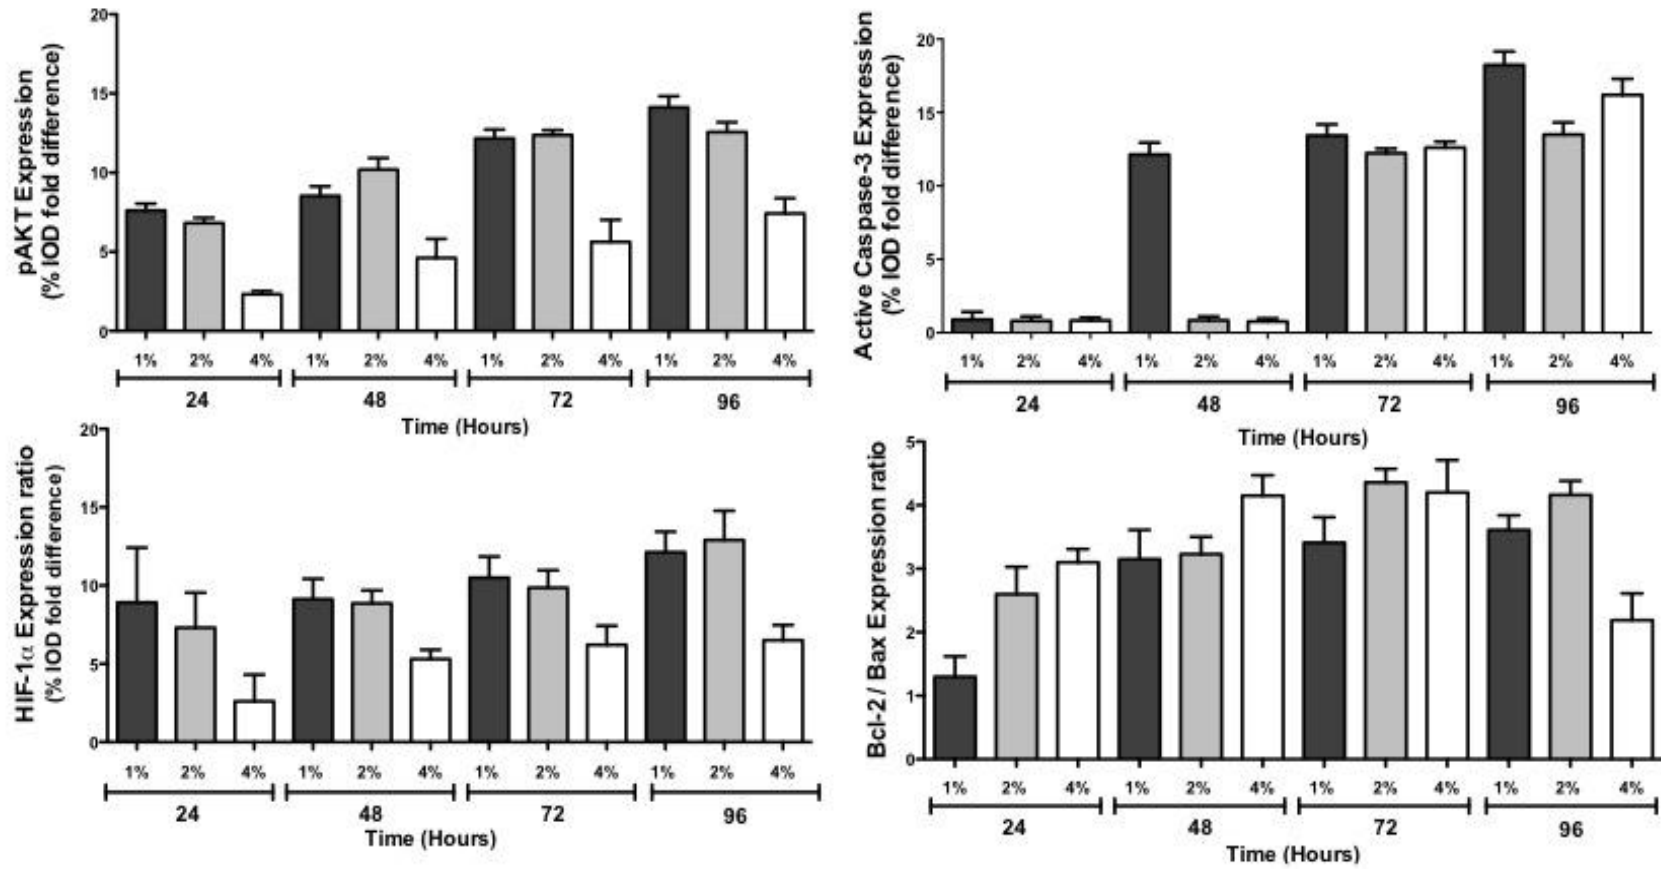 pAKT Expression
(% IOD fold difference)
20
15
10
5
0
1% 2% 4% 1% 2% 4% 1% 2% 4% 1% 2% 4%
24 48 72 96
Time (Hours)
Active Caspase-3 Expression
(% IOD fold difference)
20
15
10
5
0
1% 2% 4% 1% 2% 4% 1% 2% 4% 1% 2% 4%
24 48 72 96
Time (Hours)
HIF-1α Expression ratio
(% IOD fold difference)
20
15
10
5
0
1% 2% 4% 1% 2% 4% 1% 2% 4% 1% 2% 4%
24 48 72 96
Time (Hours)
Bcl-2 / Bax Expression ratio
5
4
3
2
1
0
1% 2% 4% 1% 2% 4% 1% 2% 4% 1% 2% 4%
24 48 72 96
Time (Hours)